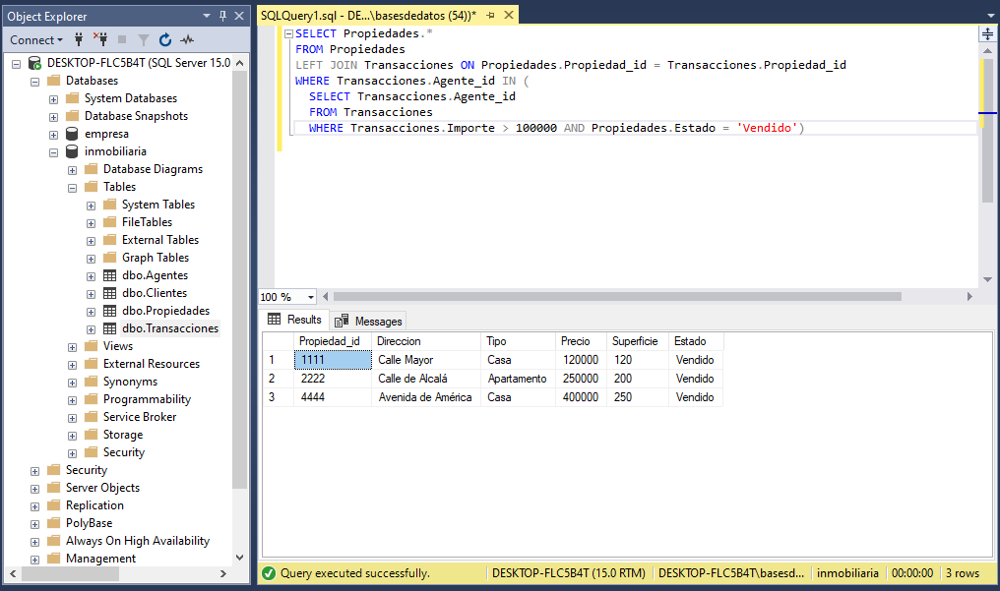 Object Explorer
Connect
DESKTOP-FLC5B4T (SQL Server 15.0
Databases
System Databases
Database Snapshots
empresa
inmobiliaria
Database Diagrams
Tables
System Tables
FileTables
External Tables
Graph Tables
dbo.Agentes
dbo.Clientes
dbo.Propiedades
dbo.Transacciones
Views
External Resources
Synonyms
Programmability
Service Broker
Storage
Security
Security
Server Objects
Replication
PolyBase
Always On High Availability
Management
SQLQuery1.sql - DE...\basesdedatos (54))*
SELECT Propiedades.*
FROM Propiedades
LEFT JOIN Transacciones ON Propiedades.Propiedad_id = Transacciones.Propiedad_id
WHERE Transacciones.Agente_id IN (
SELECT Transacciones.Agente_id
FROM Transacciones
WHERE Transacciones.Importe > 100000 AND Propiedades.Estado = 'Vendido')
100 %
Results Messages
Propiedad_id Direccion Tipo Precio Superficie Estado
1 1111 Calle Mayor Casa 120000 120 Vendido
2 2222 Calle de Alcalá Apartamento 250000 200 Vendido
3 4444 Avenida de América Casa 400000 250 Vendido
Query executed successfully. DESKTOP-FLC5B4T (15.0 RTM) DESKTOP-FLC5B4T\basesd... inmobiliaria 00:00:00 3 rows